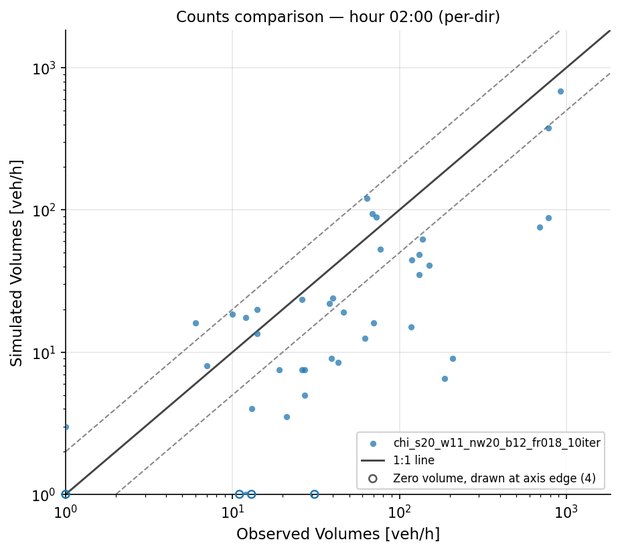 Counts comparison — hour 02:00 (per-dir)
Simulated Volumes [veh/h]
10³
10²
10¹
10⁰
10⁰ 10¹ 10² 10³
Observed Volumes [veh/h]
chi_s20_w11_nw20_b12_fr018_10iter
1:1 line
Zero volume, drawn at axis edge (4)